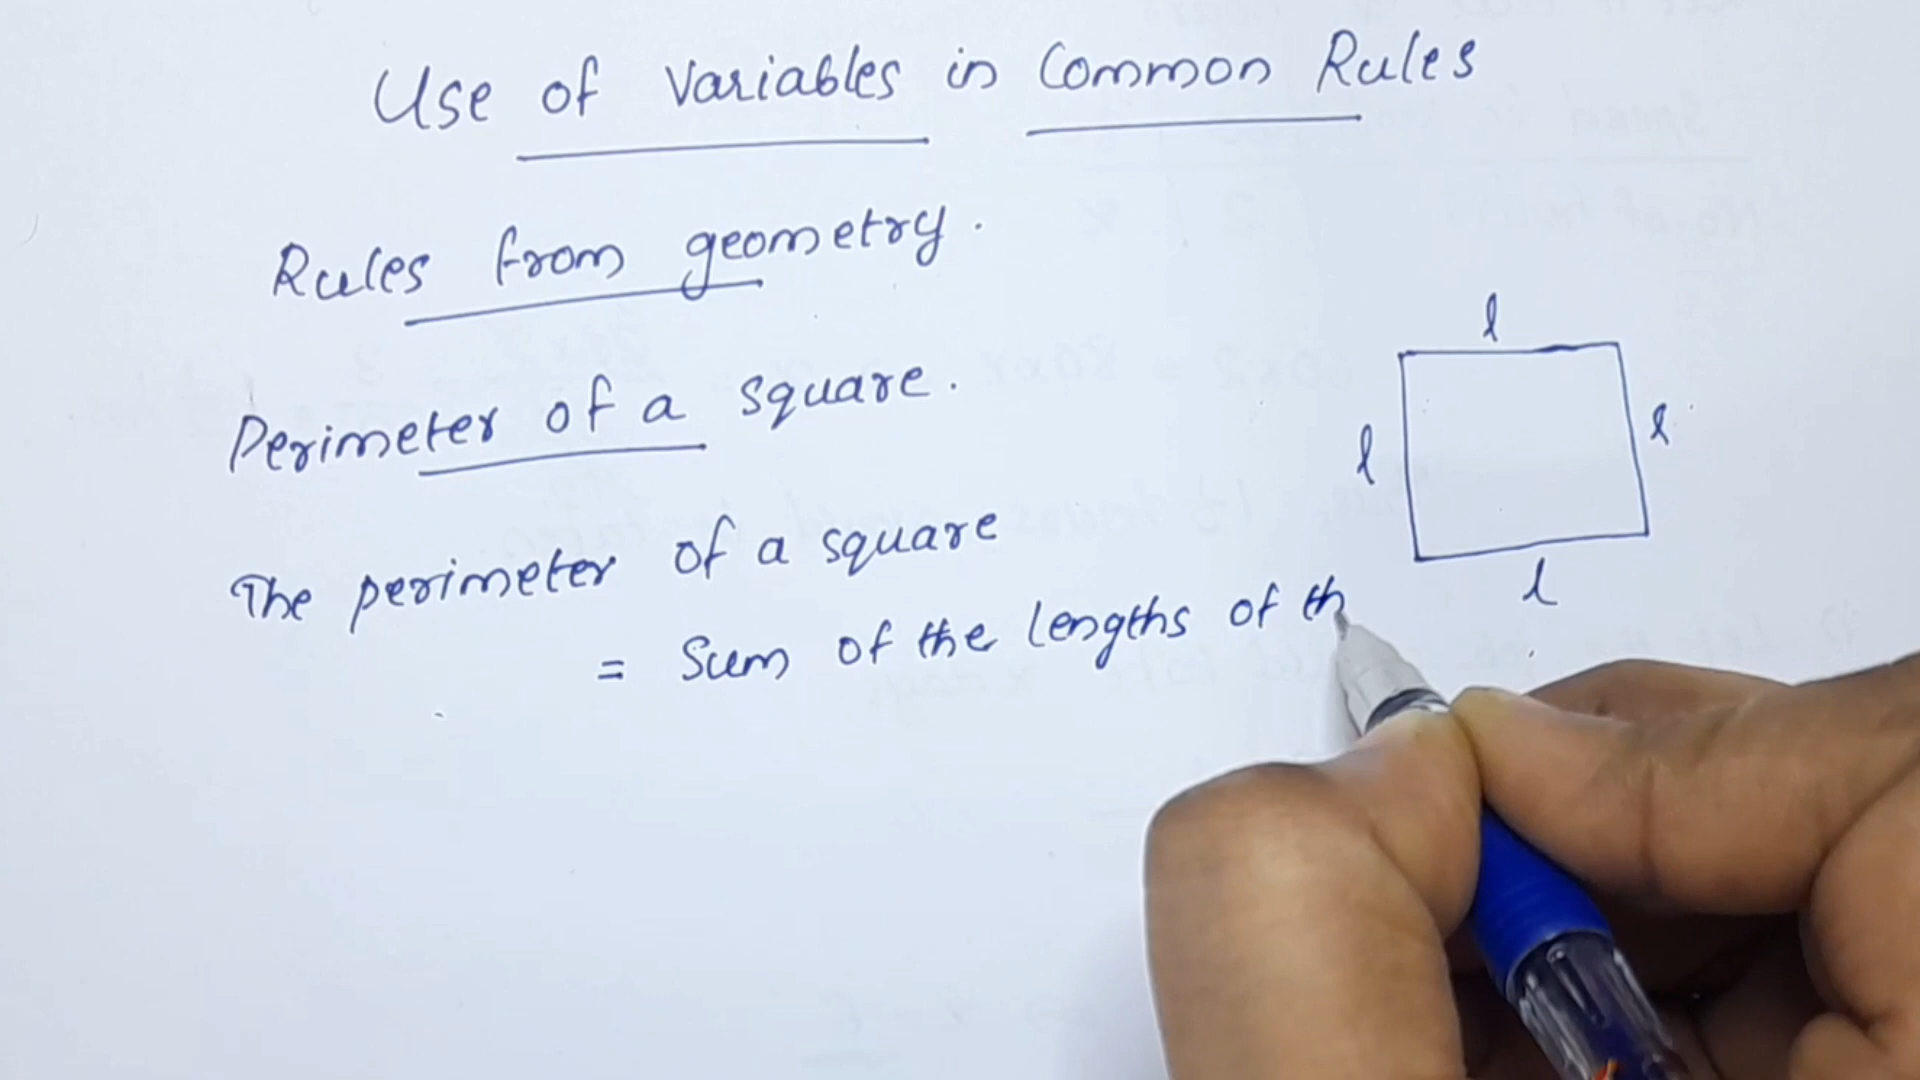 Use of Variables in Common Rules
Rules from geometry.
Perimeter of a square.
l
l
l
l
The perimeter of a square
= Sum of the lengths of th